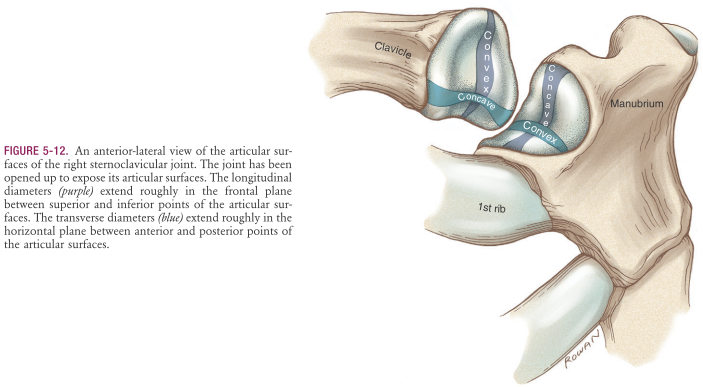 FIGURE 5-12. An anterior-lateral view of the articular sur-
faces of the right sternoclavicular joint. The joint has been
opened up to expose its articular surfaces. The longitudinal
diameters (purple) extend roughly in the frontal plane
between superior and inferior points of the articular sur-
faces. The transverse diameters (blue) extend roughly in the
horizontal plane between anterior and posterior points of
the articular surfaces.
Clavicle
Convex
Concave
Concave
Convex
Manubrium
1st rib
ROWAN